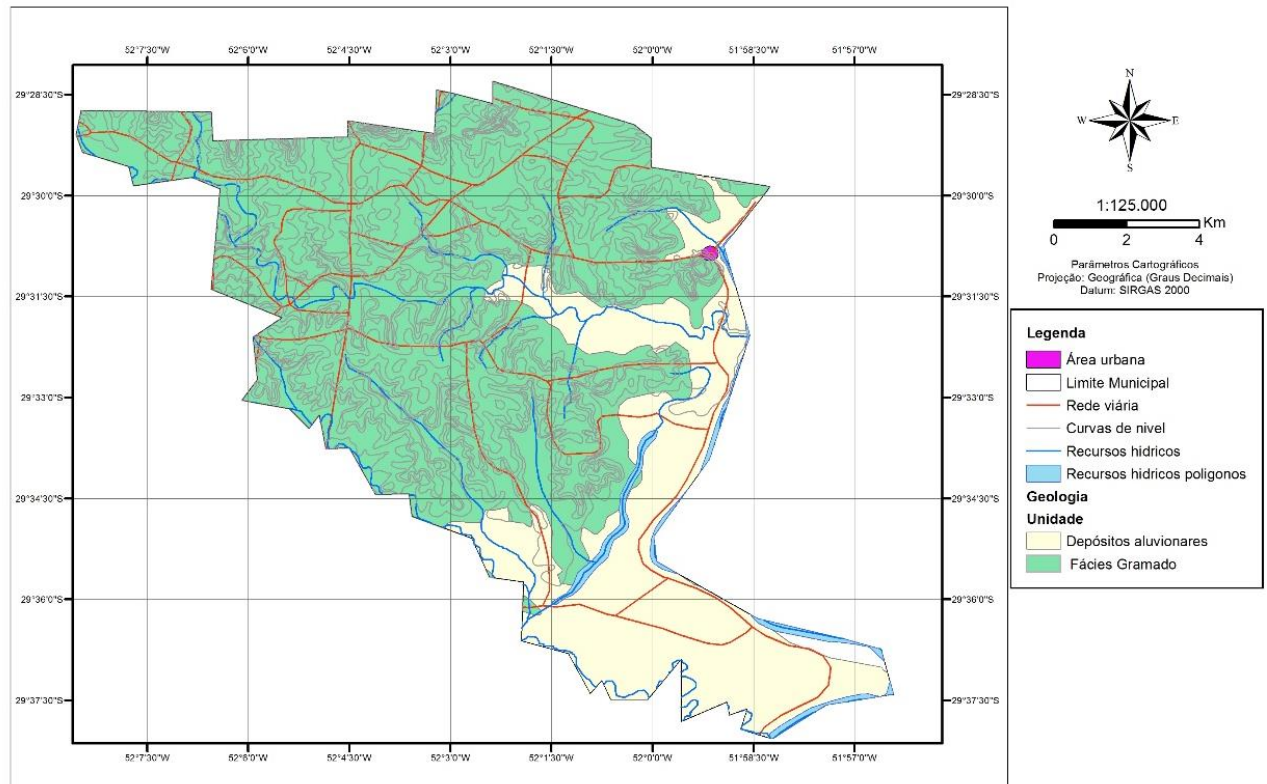 52°7'30"W 52°6'0"W 52°4'30"W 52°3'0"W 52°1'30"W 52°0'0"W 51°58'30"W 51°57'0"W
29°28'30"S 29°28'30"S
29°30'0"S 29°30'0"S
29°31'30"S 29°31'30"S
29°33'0"S 29°33'0"S
29°34'30"S 29°34'30"S
29°36'0"S 29°36'0"S
29°37'30"S 29°37'30"S
52°7'30"W 52°6'0"W 52°4'30"W 52°3'0"W 52°1'30"W 52°0'0"W 51°58'30"W 51°57'0"W
N
W E
S
1:125.000
Km
0 2 4
Parâmetros Cartográficos
Projeção: Geográfica (Graus Decimais)
Datum: SIRGAS 2000
Legenda
Área urbana
Limite Municipal
Rede viária
Curvas de nivel
Recursos hidricos
Recursos hidricos poligonos
Geologia
Unidade
Depósitos aluvionares
Fácies Gramado